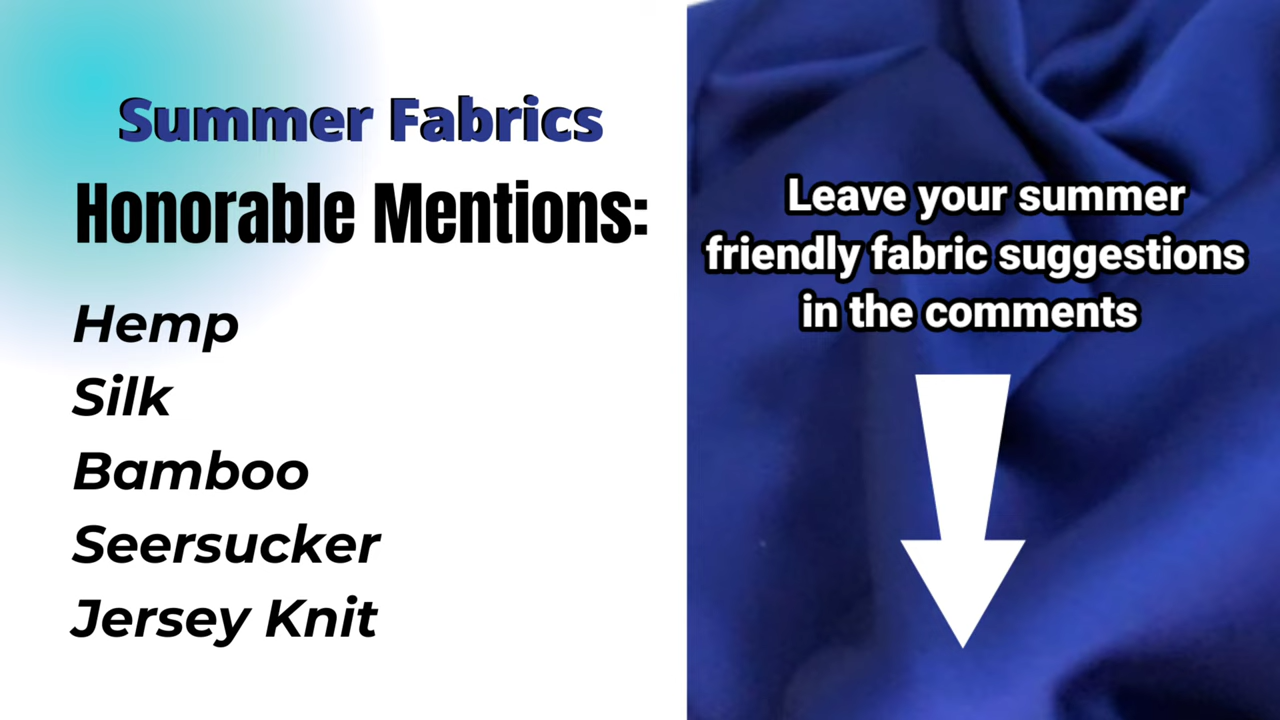 Summer Fabrics
Honorable Mentions:
Hemp
Silk
Bamboo
Seersucker
Jersey Knit
Leave your summer
friendly fabric suggestions
in the comments